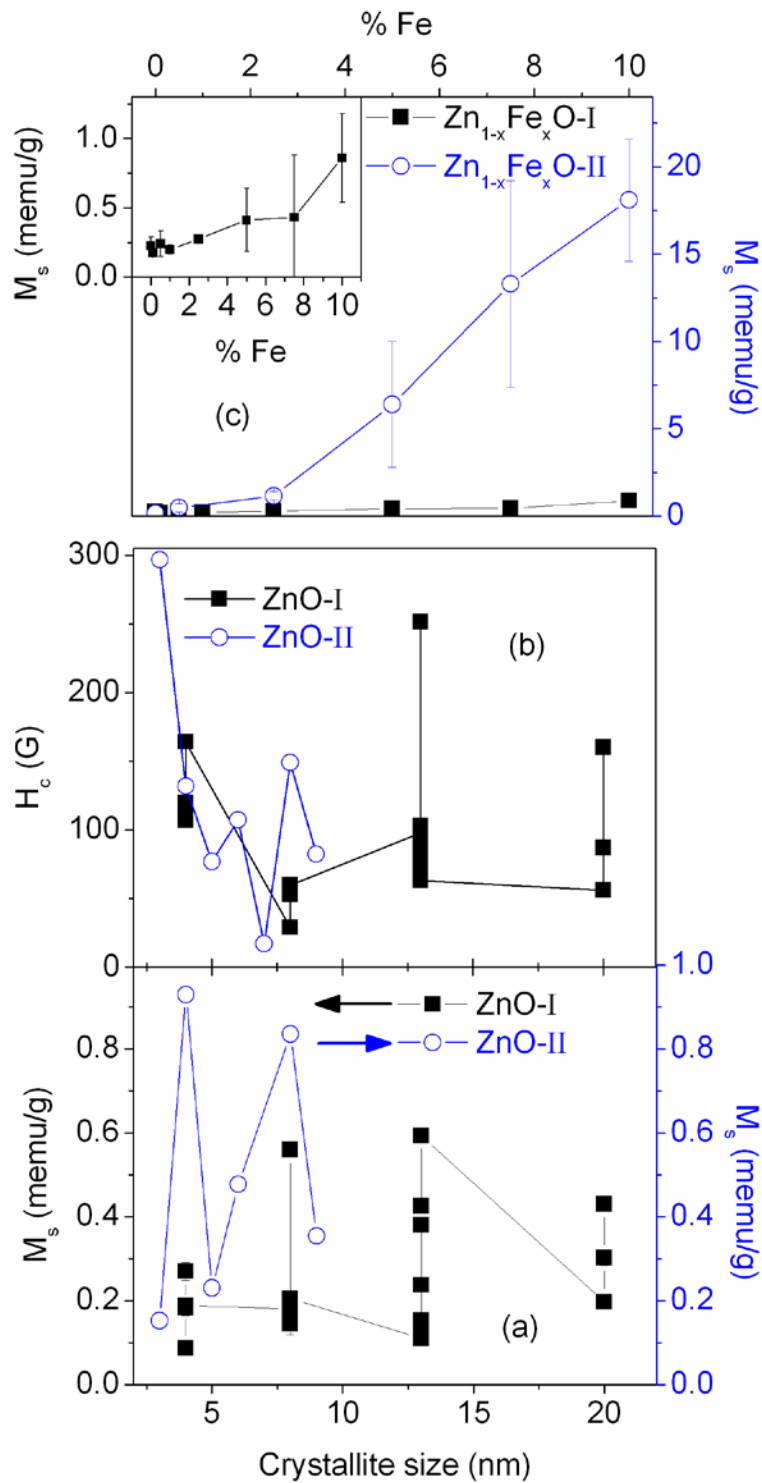 % Fe
0 2 4 6 8 10
Zn₁₋ₓFeₓO-I
Zn₁₋ₓFeₓO-II
1.0
0.5
0.0
Mₛ (memu/g)
0 2 4 6 8 10
% Fe
(c)
20
15
10
5
0
Mₛ (memu/g)
300
200
100
0
H꜀ (G)
ZnO-I
ZnO-II
(b)
ZnO-I
ZnO-II
0.8
0.6
0.4
0.2
0.0
Mₛ (memu/g)
1.0
0.8
0.6
0.4
0.2
0.0
Mₛ (memu/g)
(a)
5 10 15 20
Crystallite size (nm)